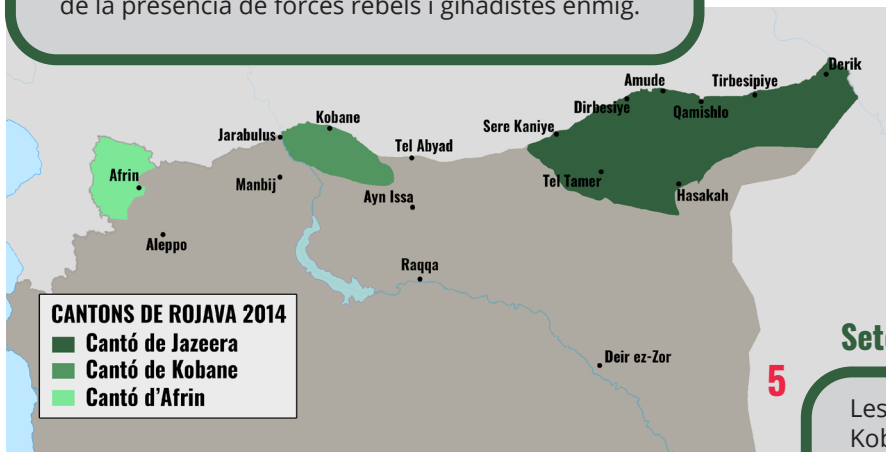 de la presència de forces rebels i gihadistes enmig.
Derik
Amude
Tirbesipiye
Dirbesiye
Qamishlo
Kobane
Sere Kaniye
Jarabulus
Tel Abyad
Afrin
Manbij
Tel Tamer
Ayn Issa
Hasakah
Aleppo
Raqqa
CANTONS DE ROJAVA 2014
Cantó de Jazeera
Cantó de Kobane
Cantó d'Afrin
Deir ez-Zor
5
Les